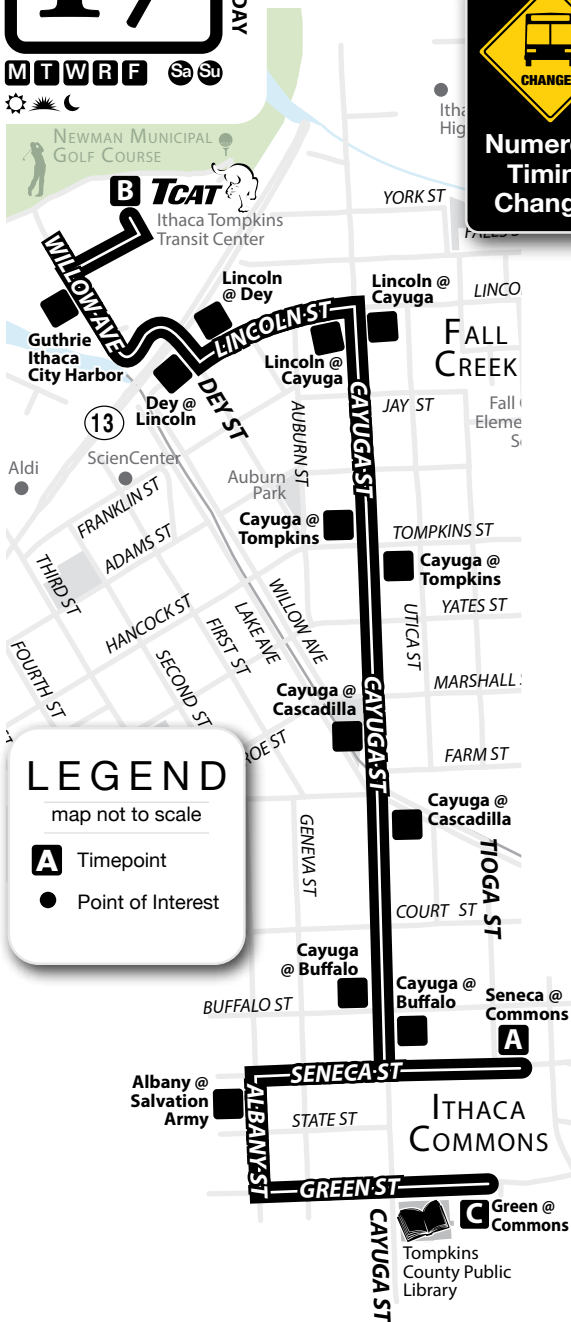 17
DAY
M T W R F Sa Su
CHANGE
Timin
NEWMAN MUNICIPAL
GOLF COURSE
B TCAT
Ithaca Tompkins
Transit Center
YORK ST
WILLOW AVE
Guthrie
Ithaca
City Harbor
Lincoln
@ Dey
LINCOLN ST
Lincoln @
Cayuga
Lincoln @
Cayuga
FALL
CREEK
Dey @
Lincoln
DEY ST
13
AUBURN ST
CAYUGA ST
JAY ST
Fall
Aldi
ScienCenter
Auburn
Park
FRANKLIN ST
ADAMS ST
THIRD ST
HANCOCK ST
Cayuga @
Tompkins
TOMPKINS ST
Cayuga @
Tompkins
YATES ST
UTICA ST
WILLOW AVE
LAKE AVE
FIRST ST
SECOND ST
FOURTH ST
MARSHALL
Cayuga @
Cascadilla
CAYUGA ST
ROE ST
FARM ST
LEGEND
map not to scale
A Timepoint
Point of Interest
Cayuga @
Cascadilla
GENEVA ST
TIOGA ST
COURT ST
Cayuga
@ Buffalo
Cayuga @
Buffalo
BUFFALO ST
Seneca @
Commons
A
SENECA ST
Albany @
Salvation
Army
ALBANY ST
STATE ST
ITHACA
COMMONS
GREEN ST
C Green @
Commons
CAYUGA ST
Tompkins
County Public
Library